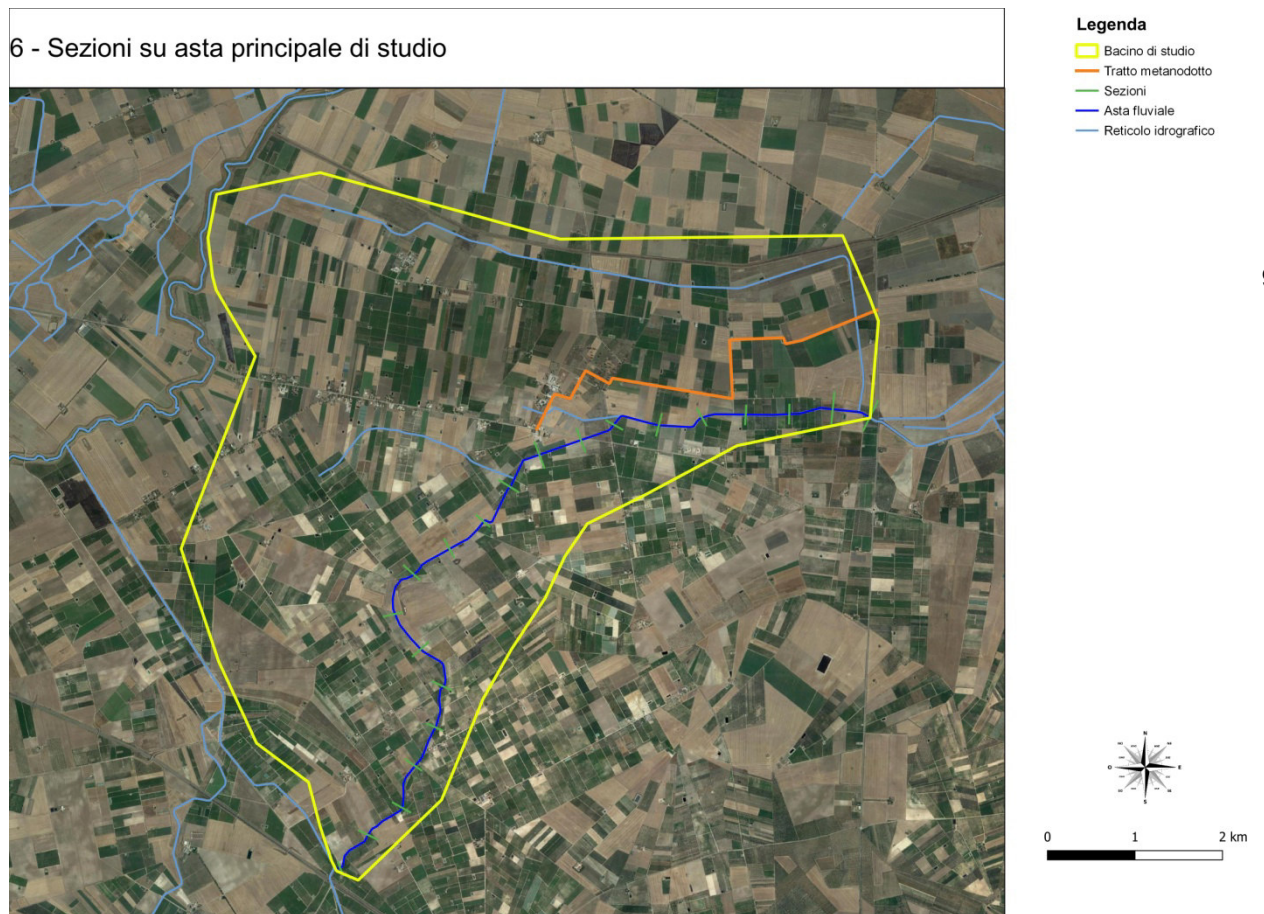 6 - Sezioni su asta principale di studio
Legenda
Bacino di studio
Tratto metanodotto
Sezioni
Asta fluviale
Reticolo idrografico
N
O
E
S
0 1 2 km